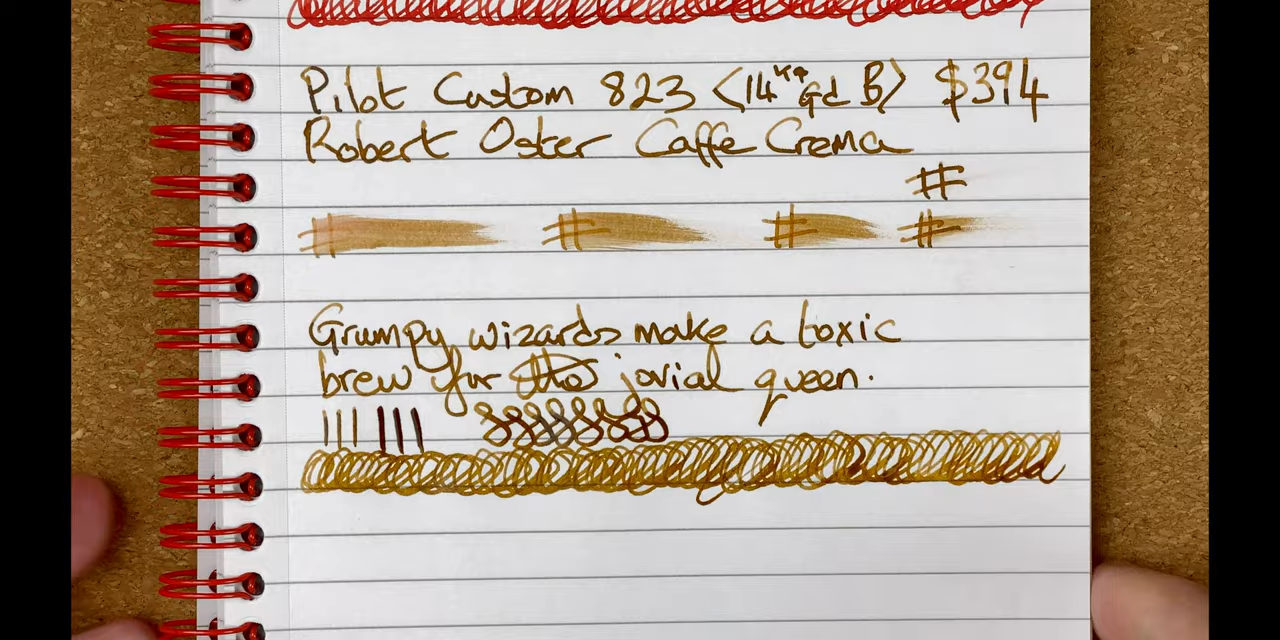 Pilot Custom 823 <14kt Gd B> $394
Robert Oster Caffe Crema
Grumpy wizards make a toxic
brew for the jovial queen.